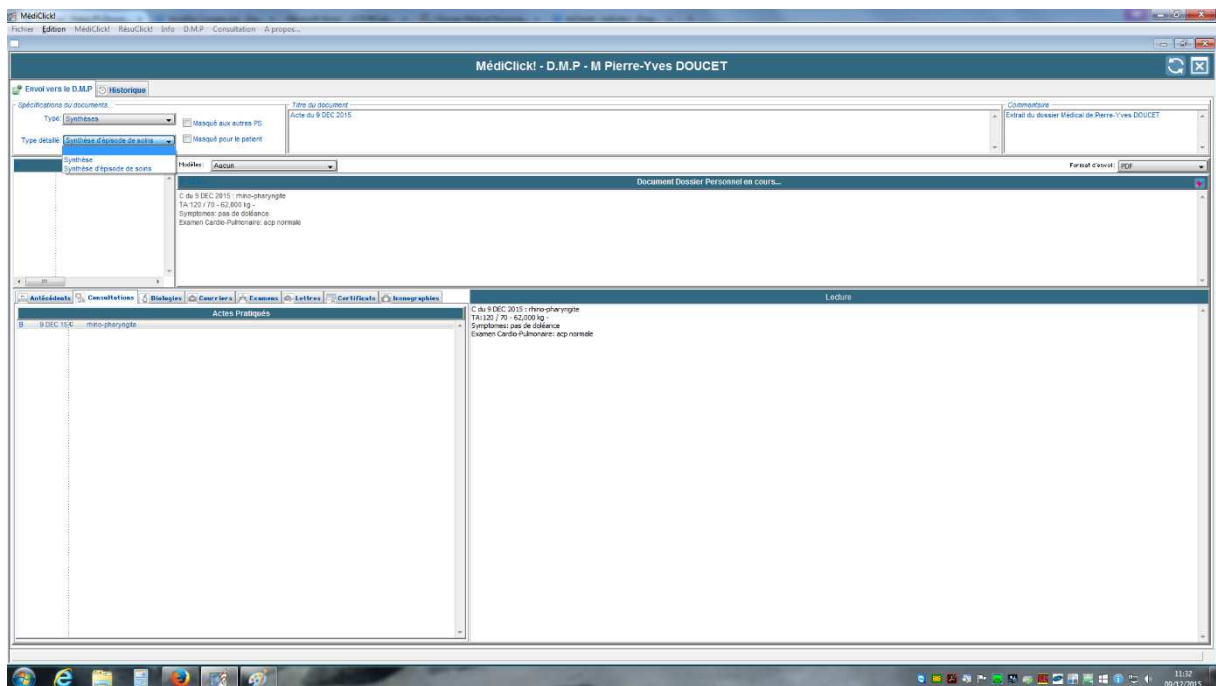 MédiClick!
Fichier Edition MédiClick! RésuClick! Info D.M.P Consultation A propos...
MédiClick! - D.M.P - M Pierre-Yves DOUCET
Envoi vers le D.M.P Historique
Spécifications du documents...
Titre du document
Commentaire
Type: Synthèses
Masqué aux autres PS
Acte du 9 DEC 2015
Extrait du dossier Médical de Pierre-Yves DOUCET
Type détaillé: Synthèse d'épisode de soins
Masqué pour le patient
Synthèse
Synthèse d'épisode de soins
Modèles: Aucun
Format d'envoi: PDF
Document Dossier Personnel en cours...
C du 9 DEC 2015 : rhino-pharyngite
TA:120 / 70 - 62,000 kg -
Symptomes: pas de doléance
Examen Cardio-Pulmonaire: acp normale
Antécédents Consultations Biologies Courriers Examens Lettres Certificats Iconographies
Lecture
Actes Pratiqués
C du 9 DEC 2015 : rhino-pharyngite
TA:120 / 70 - 62,000 kg -
Symptomes: pas de doléance
Examen Cardio-Pulmonaire: acp normale
B 9 DEC 15 C rhino-pharyngite
11:32
09/12/2015